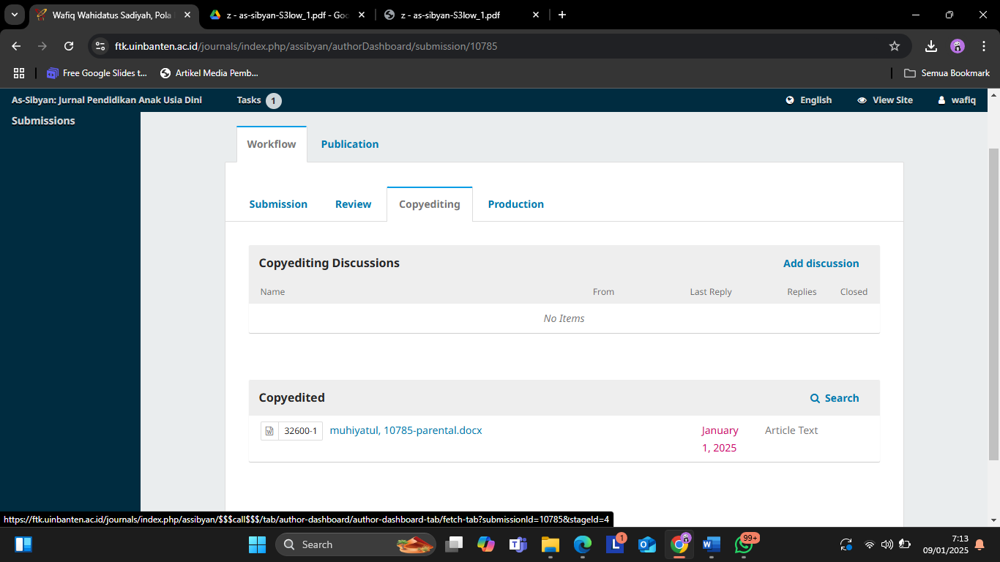 Wafiq Wahidatus Sadiyah, Pola
z - as-sibyan-S3low_1.pdf - Goo
z - as-sibyan-S3low_1.pdf
ftk.uinbanten.ac.id/journals/index.php/assibyan/authorDashboard/submission/10785
Free Google Slides t...
Artikel Media Pemb...
Semua Bookmark
As-Sibyan: Jurnal Pendidikan Anak Usia Dini
Tasks 1
English
View Site
wafiq
Submissions
Workflow
Publication
Submission
Review
Copyediting
Production
Copyediting Discussions
Add discussion
Name
From
Last Reply
Replies
Closed
No Items
Copyedited
Search
32600-1
muhiyatul, 10785-parental.docx
January
1, 2025
Article Text
https://ftk.uinbanten.ac.id/journals/index.php/assibyan/$$$call$$$/tab/author-dashboard/author-dashboard-tab/fetch-tab?submissionId=10785&stageId=4
Search
L
1
99+
7:13
09/01/2025